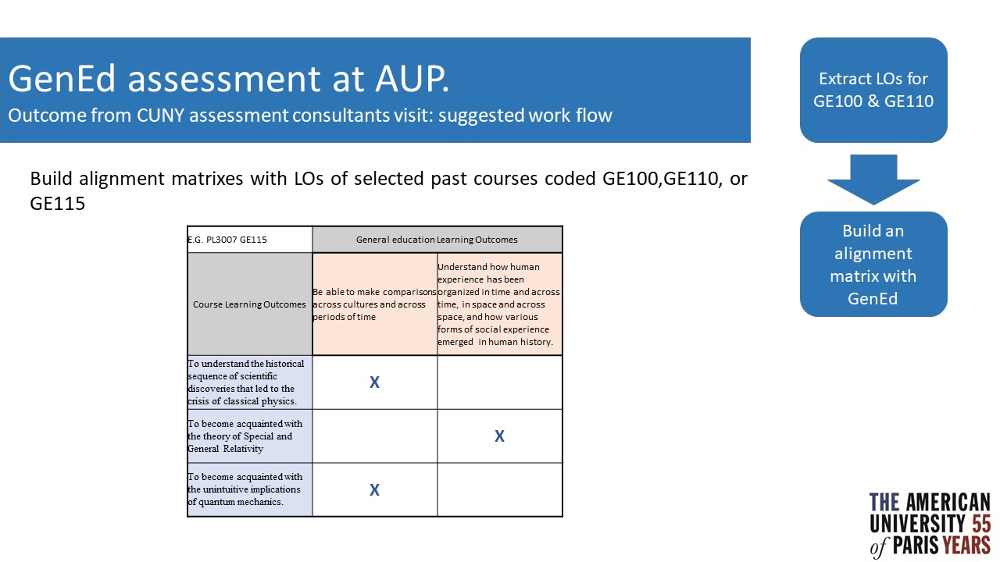 GenEd assessment at AUP.
Outcome from CUNY assessment consultants visit: suggested work flow
Extract LOs for
GE100 & GE110
Build alignment matrixes with LOs of selected past courses coded GE100,GE110, or
GE115
Build an
alignment
matrix with
GenEd
E.G. PL3007 GE115
General education Learning Outcomes
Course Learning Outcomes
Be able to make comparisons
across cultures and across
periods of time
Understand how human
experience has been
organized in time and across
time, in space and across
space, and how various
forms of social experience
emerged in human history.
To understand the historical
sequence of scientific
discoveries that led to the
crisis of classical physics.
X
To become acquainted with
the theory of Special and
General Relativity
X
To become acquainted with
the unintuitive implications
of quantum mechanics.
X
THE AMERICAN
UNIVERSITY 55
of PARIS YEARS